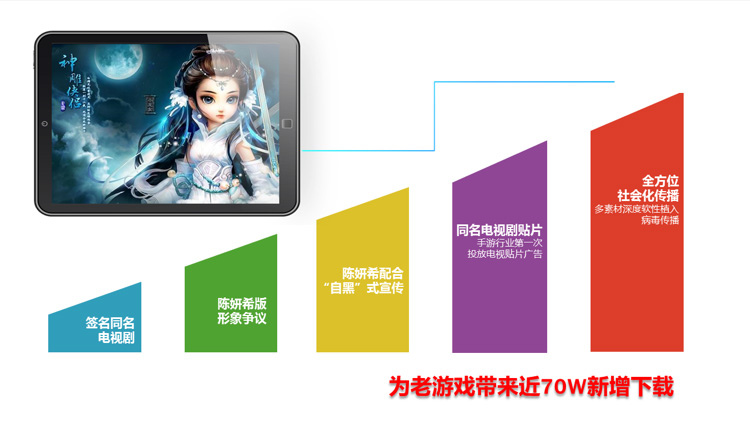 神雕侠侣
签名同名
电视剧
陈妍希版
形象争议
陈妍希配合
“自黑”式宣传
同名电视剧贴片
手游行业第一次
投放电视贴片广告
全方位
社会化传播
多素材深度软性植入
病毒传播
为老游戏带来近70W新增下载